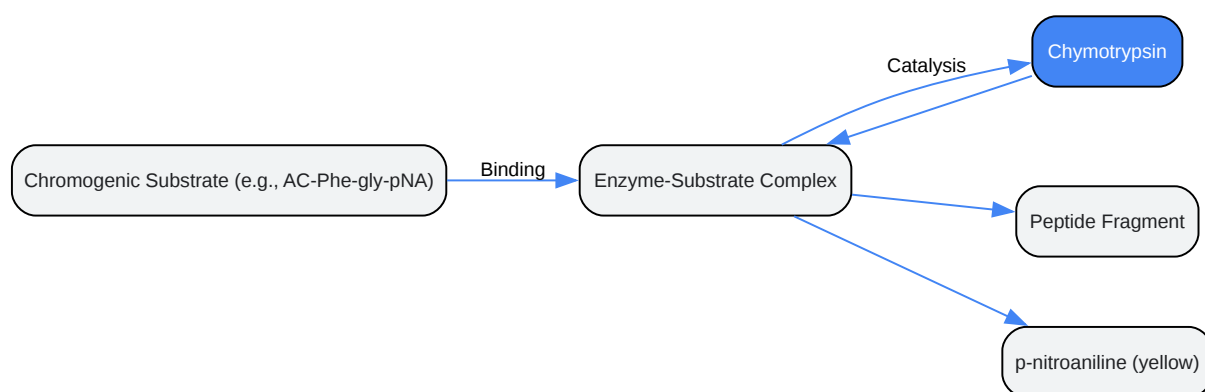 Chymotrypsin
Catalysis
Chromogenic Substrate (e.g., AC-Phe-gly-pNA)
Binding
Enzyme-Substrate Complex
Peptide Fragment
p-nitroaniline (yellow)